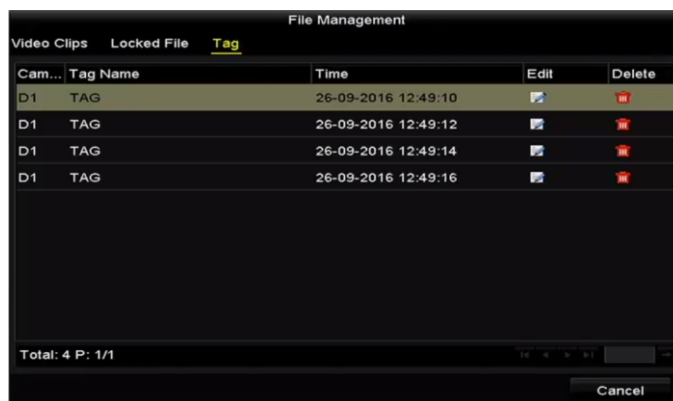 File Management
Video Clips Locked File Tag
Cam... Tag Name Time Edit Delete
D1 TAG 26-09-2016 12:49:10
D1 TAG 26-09-2016 12:49:12
D1 TAG 26-09-2016 12:49:14
D1 TAG 26-09-2016 12:49:16
Total: 4 P: 1/1
Cancel